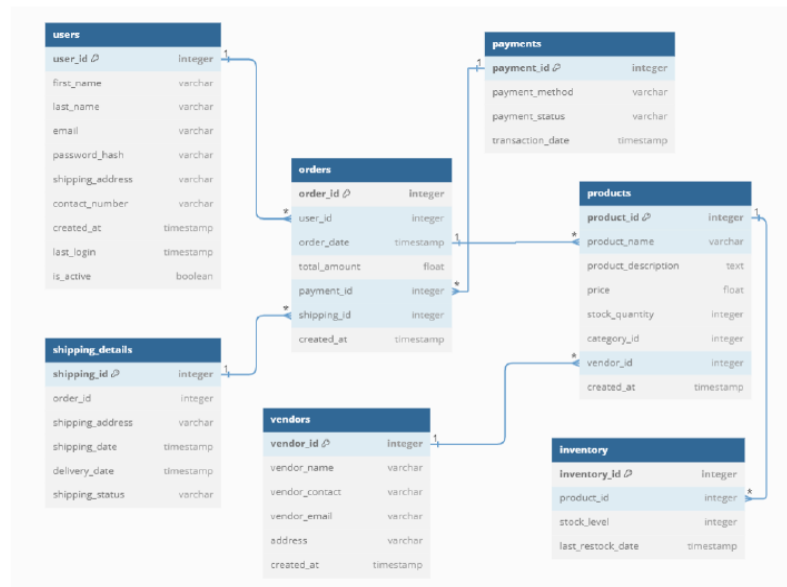 users
user_id integer
first_name varchar
last_name varchar
email varchar
password_hash varchar
shipping_address varchar
contact_number varchar
created_at timestamp
last_login timestamp
is_active boolean
payments
payment_id integer
payment_method varchar
payment_status varchar
transaction_date timestamp
orders
order_id integer
user_id integer
order_date timestamp
total_amount float
payment_id integer
shipping_id integer
created_at timestamp
products
product_id integer
product_name varchar
product_description text
price float
stock_quantity integer
category_id integer
vendor_id integer
created_at timestamp
shipping_details
shipping_id integer
order_id integer
shipping_address varchar
shipping_date timestamp
delivery_date timestamp
shipping_status varchar
vendors
vendor_id integer
vendor_name varchar
vendor_contact varchar
vendor_email varchar
address varchar
created_at timestamp
inventory
inventory_id integer
product_id integer
stock_level integer
last_restock_date timestamp
1
*
1
*
1
*
1
*
1
*
1
*